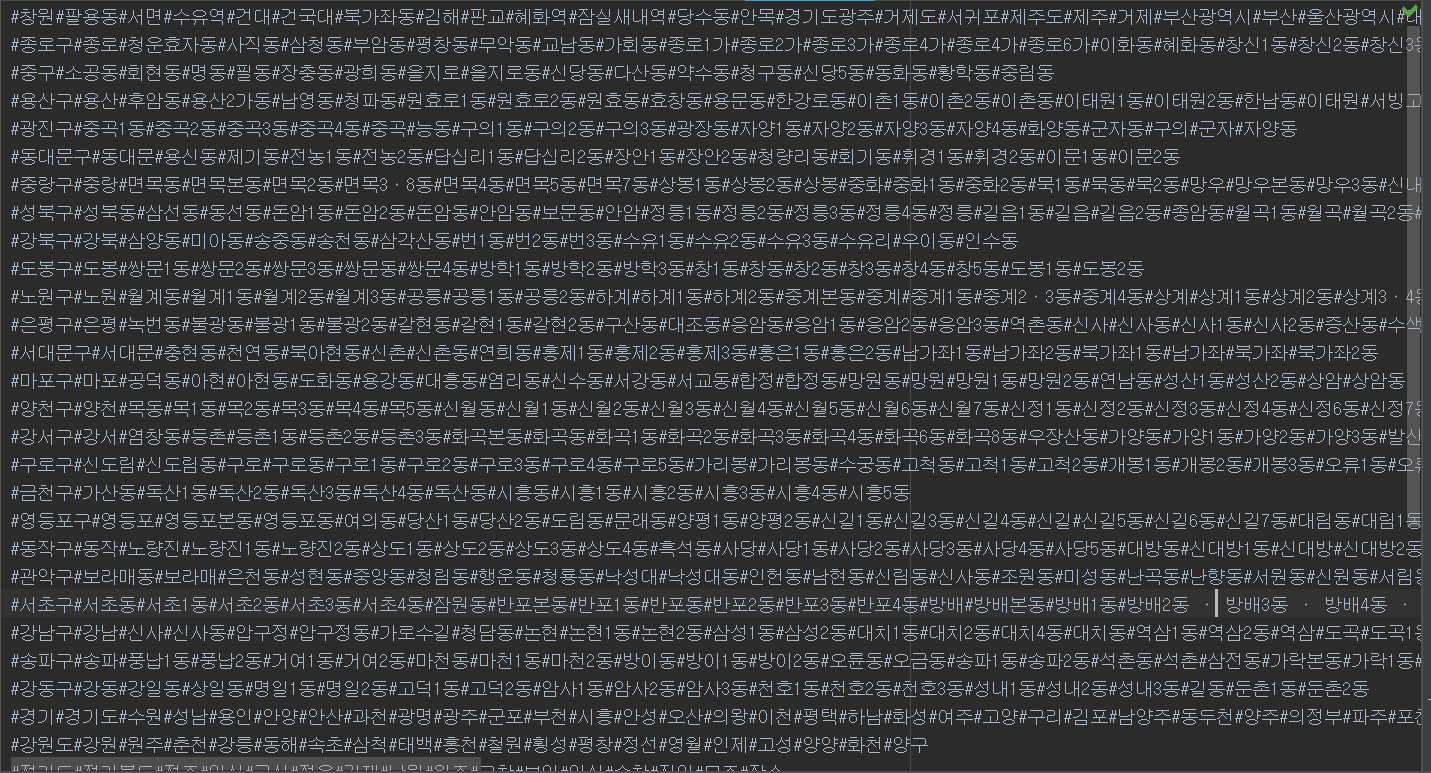 #창원#팔용동#서면#수유역#건대#건국대#북가좌동#김해#판교#혜화역#잠실새내역#당수동#안목#경기도광주#거제도#서귀포#제주도#제주#거제#부산광역시#부산#울산광역시#대
#종로구#종로#청운효자동#사직동#삼청동#부암동#평창동#무악동#교남동#가회동#종로1가#종로2가#종로3가#종로4가#종로4가#종로6가#이화동#혜화동#창신1동#창신2동#창신3동
#중구#소공동#회현동#명동#필동#장충동#광희동#을지로#을지로동#신당동#다산동#약수동#청구동#신당5동#동화동#황학동#중림동
#용산구#용산#후암동#용산2가동#남영동#청파동#원효로1동#원효로2동#원효동#효창동#용문동#한강로동#이촌1동#이촌2동#이촌동#이태원1동#이태원2동#한남동#이태원#서빙고
#광진구#중곡1동#중곡2동#중곡3동#중곡4동#중곡#능동#구의1동#구의2동#구의3동#광장동#자양1동#자양2동#자양3동#자양4동#화양동#군자동#구의#군자#자양동
#동대문구#동대문#용신동#제기동#전농1동#전농2동#답십리1동#답십리2동#장안1동#장안2동#청량리동#회기동#휘경1동#휘경2동#이문1동#이문2동
#중랑구#중랑#면목동#면목본동#면목2동#면목3·8동#면목4동#면목5동#면목7동#상봉1동#상봉2동#상봉#중화#중화1동#중화2동#묵1동#묵동#묵2동#망우#망우본동#망우3동#신내
#성북구#성북동#삼선동#동선동#돈암1동#돈암2동#돈암동#안암동#보문동#안암#정릉1동#정릉2동#정릉3동#정릉4동#정릉#길음1동#길음#길음2동#종암동#월곡1동#월곡#월곡2동#
#강북구#강북#삼양동#미아동#송중동#송천동#삼각산동#번1동#번2동#번3동#수유1동#수유2동#수유3동#수유리#우이동#인수동
#도봉구#도봉#쌍문1동#쌍문2동#쌍문3동#쌍문동#쌍문4동#방학1동#방학2동#방학3동#창1동#창동#창2동#창3동#창4동#창5동#도봉1동#도봉2동
#노원구#노원#월계동#월계1동#월계2동#월계3동#공릉#공릉1동#공릉2동#하계#하계1동#하계2동#중계본동#중계#중계1동#중계2·3동#중계4동#상계#상계1동#상계2동#상계3·4동
#은평구#은평#녹번동#불광동#불광1동#불광2동#갈현동#갈현1동#갈현2동#구산동#대조동#응암동#응암1동#응암2동#응암3동#역촌동#신사#신사동#신사1동#신사2동#증산동#수색
#서대문구#서대문#충현동#천연동#북아현동#신촌#신촌동#연희동#홍제1동#홍제2동#홍제3동#홍은1동#홍은2동#남가좌1동#남가좌2동#북가좌1동#남가좌#북가좌#북가좌2동
#마포구#마포#공덕동#아현#아현동#도화동#용강동#대흥동#염리동#신수동#서강동#서교동#합정#합정동#망원동#망원#망원1동#망원2동#연남동#성산1동#성산2동#상암#상암동
#양천구#양천#목동#목1동#목2동#목3동#목4동#목5동#신월동#신월1동#신월2동#신월3동#신월4동#신월5동#신월6동#신월7동#신정1동#신정2동#신정3동#신정4동#신정6동#신정7동
#강서구#강서#염창동#등촌#등촌1동#등촌2동#등촌3동#화곡본동#화곡동#화곡1동#화곡2동#화곡3동#화곡4동#화곡6동#화곡8동#우장산동#가양동#가양1동#가양2동#가양3동#발산
#구로구#신도림#신도림동#구로#구로동#구로1동#구로2동#구로3동#구로4동#구로5동#가리봉#가리봉동#수궁동#고척동#고척1동#고척2동#개봉1동#개봉2동#개봉3동#오류1동#오류
#금천구#가산동#독산1동#독산2동#독산3동#독산4동#독산동#시흥동#시흥1동#시흥2동#시흥3동#시흥4동#시흥5동
#영등포구#영등포#영등포본동#영등포동#여의동#당산1동#당산2동#도림동#문래동#양평1동#양평2동#신길1동#신길3동#신길4동#신길#신길5동#신길6동#신길7동#대림동#대림1동
#동작구#동작#노량진#노량진1동#노량진2동#상도1동#상도2동#상도3동#상도4동#흑석동#사당#사당1동#사당2동#사당3동#사당4동#사당5동#대방동#신대방1동#신대방#신대방2동
#관악구#보라매동#보라매#은천동#성현동#중앙동#청림동#행운동#청룡동#낙성대#낙성대동#인헌동#남현동#신림동#신사동#조원동#미성동#난곡동#난향동#서원동#신원동#서림동
#서초구#서초동#서초1동#서초2동#서초3동#서초4동#잠원동#반포본동#반포1동#반포동#반포2동#반포3동#반포4동#방배#방배본동#방배1동#방배2동 · 방배3동 · 방배4동 ·
#강남구#강남#신사#신사동#압구정#압구정동#가로수길#청담동#논현#논현1동#논현2동#삼성1동#삼성2동#대치1동#대치2동#대치4동#대치동#역삼1동#역삼2동#역삼#도곡#도곡1동
#송파구#송파#풍납1동#풍납2동#거여1동#거여2동#마천동#마천1동#마천2동#방이동#방이1동#방이2동#오륜동#오금동#송파1동#송파2동#석촌동#석촌#삼전동#가락본동#가락1동#
#강동구#강동#강일동#상일동#명일1동#명일2동#고덕1동#고덕2동#암사1동#암사2동#암사3동#천호1동#천호2동#천호3동#성내1동#성내2동#성내3동#길동#둔촌1동#둔촌2동
#경기#경기도#수원#성남#용인#안양#안산#과천#광명#광주#군포#부천#시흥#안성#오산#의왕#이천#평택#하남#화성#여주#고양#구리#김포#남양주#동두천#양주#의정부#파주#포천
#강원도#강원#원주#춘천#강릉#동해#속초#삼척#태백#홍천#철원#횡성#평창#정선#영월#인제#고성#양양#화천#양구